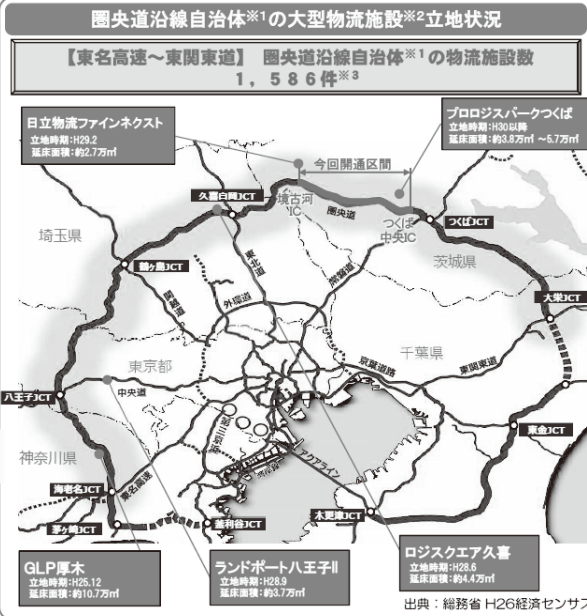 圏央道沿線自治体※1の大型物流施設※2立地状況
【東名高速～東関東道】 圏央道沿線自治体※1の物流施設数
1,586件※3
日立物流ファインネクスト
立地時期:H29.2
延床面積:約2.7万㎡
プロロジスパークつくば
立地時期:H30以降
延床面積:約3.8万㎡～5.7万㎡
今回開通区間
久喜白岡JCT
境古河
IC
圏央道
つくば
中央IC
つくばJCT
埼玉県
茨城県
鶴ヶ島JCT
東北道
常磐道
関越道
外環道
大栄JCT
東京都
千葉県
京葉道路
東関東道
中央道
八王子JCT
東金JCT
神奈川県
アクアライン
海老名JCT
東名高速
茅ヶ崎JCT
釜利谷JCT
木更津JCT
GLP厚木
立地時期:H25.12
延床面積:約10.7万㎡
ランドポート八王子Ⅱ
立地時期:H28.9
延床面積:約3.7万㎡
ロジスクエア久喜
立地時期:H28.6
延床面積:約4.4万㎡
出典:総務省 H26経済センサス